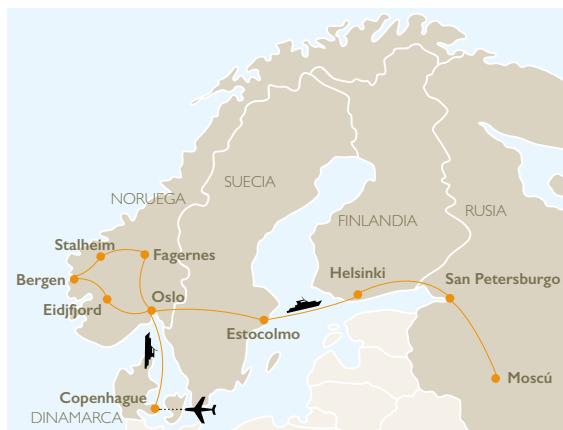 SUECIA
NORUEGA
RUSIA
FINLANDIA
Stalheim
Fagernes
Helsinki
Bergen
San Petersburgo
Oslo
Eidjfjord
Estocolmo
Moscú
Copenhague
DINAMARCA